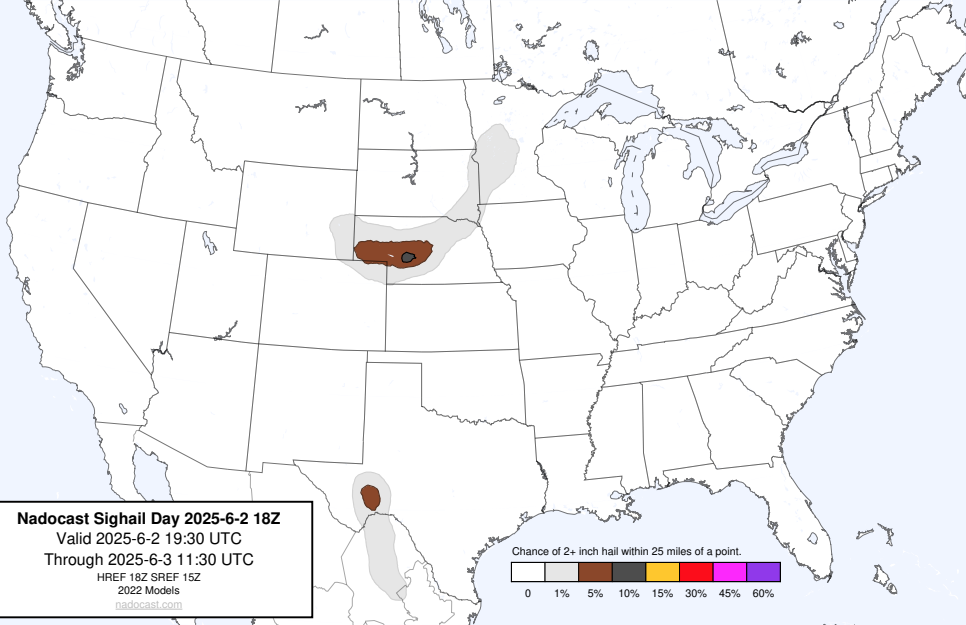 Nadocast Sighail Day 2025-6-2 18Z
Valid 2025-6-2 19:30 UTC
Through 2025-6-3 11:30 UTC
HREF 18Z SREF 15Z
2022 Models
nadocast.com
Chance of 2+ inch hail within 25 miles of a point.
0 1% 5% 10% 15% 30% 45% 60%